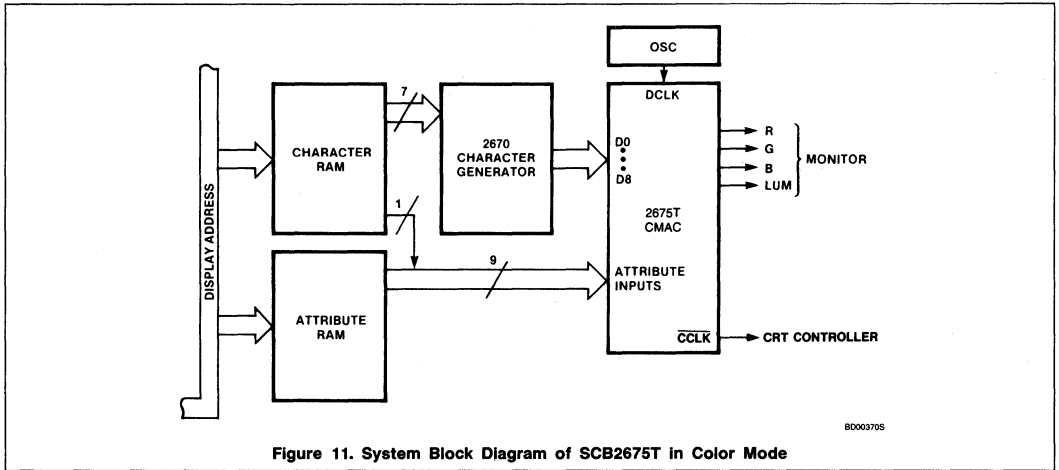 OSC
DCLK
7
CHARACTER
RAM
2670
CHARACTER
GENERATOR
D0
D8
R
G
B
LUM
MONITOR
2675T
CMAC
1
9
DISPLAY ADDRESS
ATTRIBUTE
RAM
ATTRIBUTE
INPUTS
CCLK
CRT CONTROLLER
BD00370S
Figure 11. System Block Diagram of SCB2675T in Color Mode